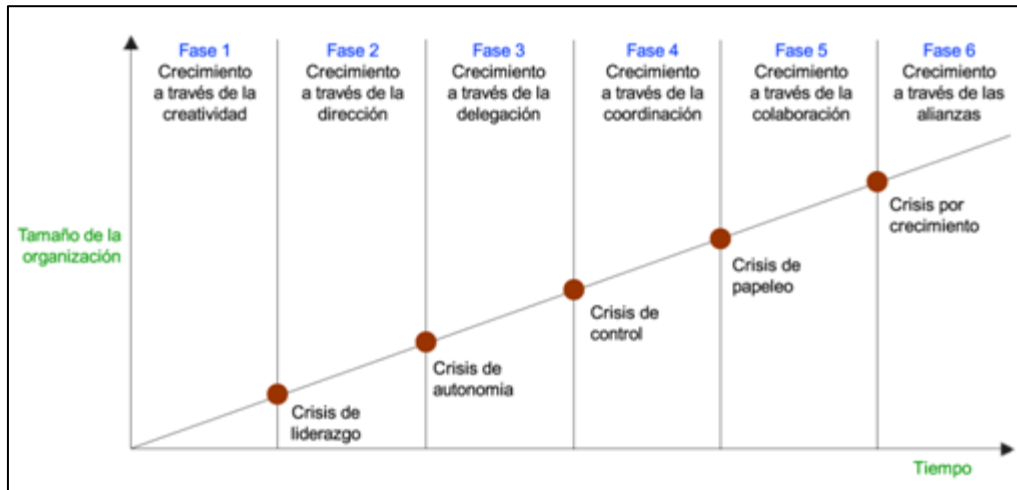 Fase 1
Crecimiento
a través de la
creatividad
Fase 2
Crecimiento
a través de la
dirección
Fase 3
Crecimiento
a través de la
delegación
Fase 4
Crecimiento
a través de la
coordinación
Fase 5
Crecimiento
a través de la
colaboración
Fase 6
Crecimiento
a través de las
alianzas
Tamaño de la
organización
Crisis de
liderazgo
Crisis de
autonomia
Crisis de
control
Crisis de
papeleo
Crisis por
crecimiento
Tiempo